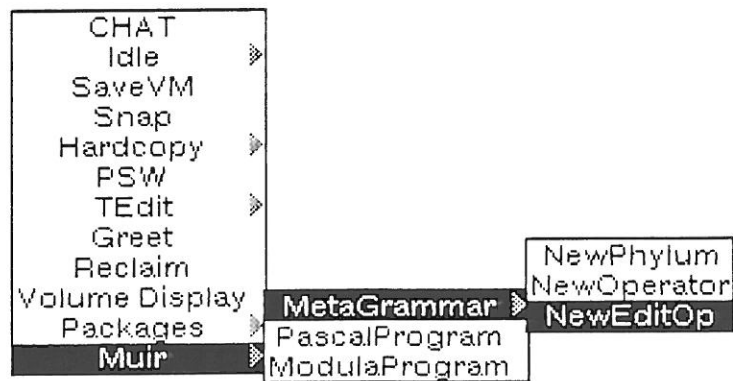 CHAT
Idle
SaveVM
Snap
Hardcopy
PSW
TEdit
Greet
Reclaim
Volume Display
Packages
Muir
MetaGrammar
PascalProgram
ModulaProgram
NewPhylum
NewOperator
NewEditOp